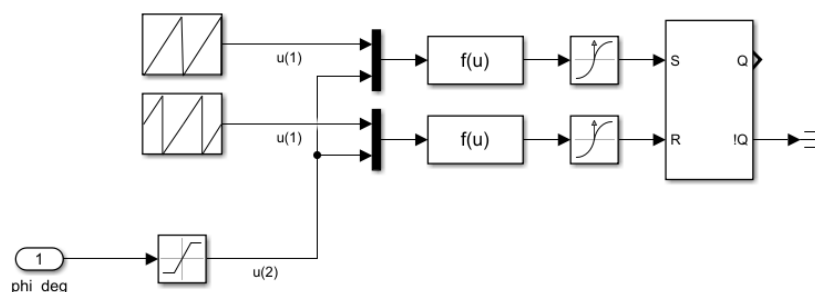 u(1)
f(u)
S
Q
u(1)
f(u)
R
!Q
1
u(2)
phi_deg